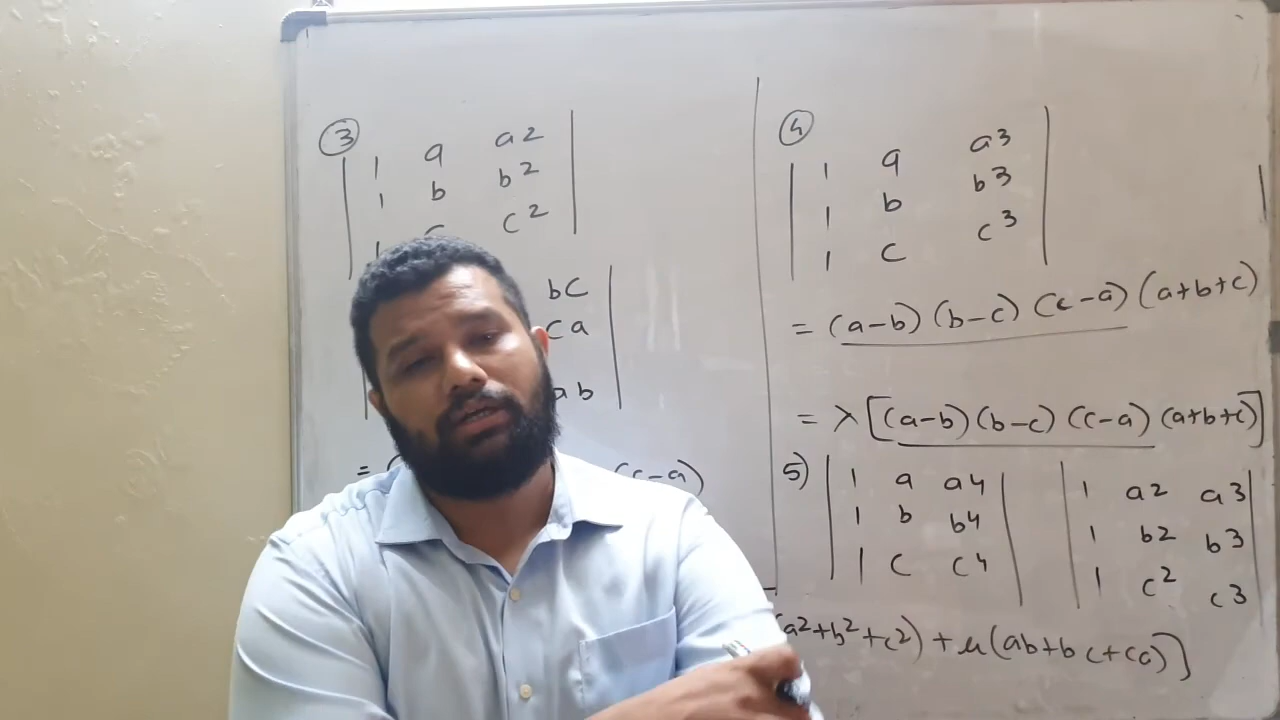 ③
1 a a2
1 b b2
1 c c2
bc
ca
ab
= ( (c-a)
④
1 a a3
1 b b3
1 c c3
= (a-b) (b-c) (c-a) (a+b+c)
= λ [(a-b) (b-c) (c-a) (a+b+c)]
5) 1 a a4 1 a2 a3
1 b b4 1 b2 b3
1 c c4 1 c2 c3
a2+b2+c2) + μ (ab+bc+ca)]